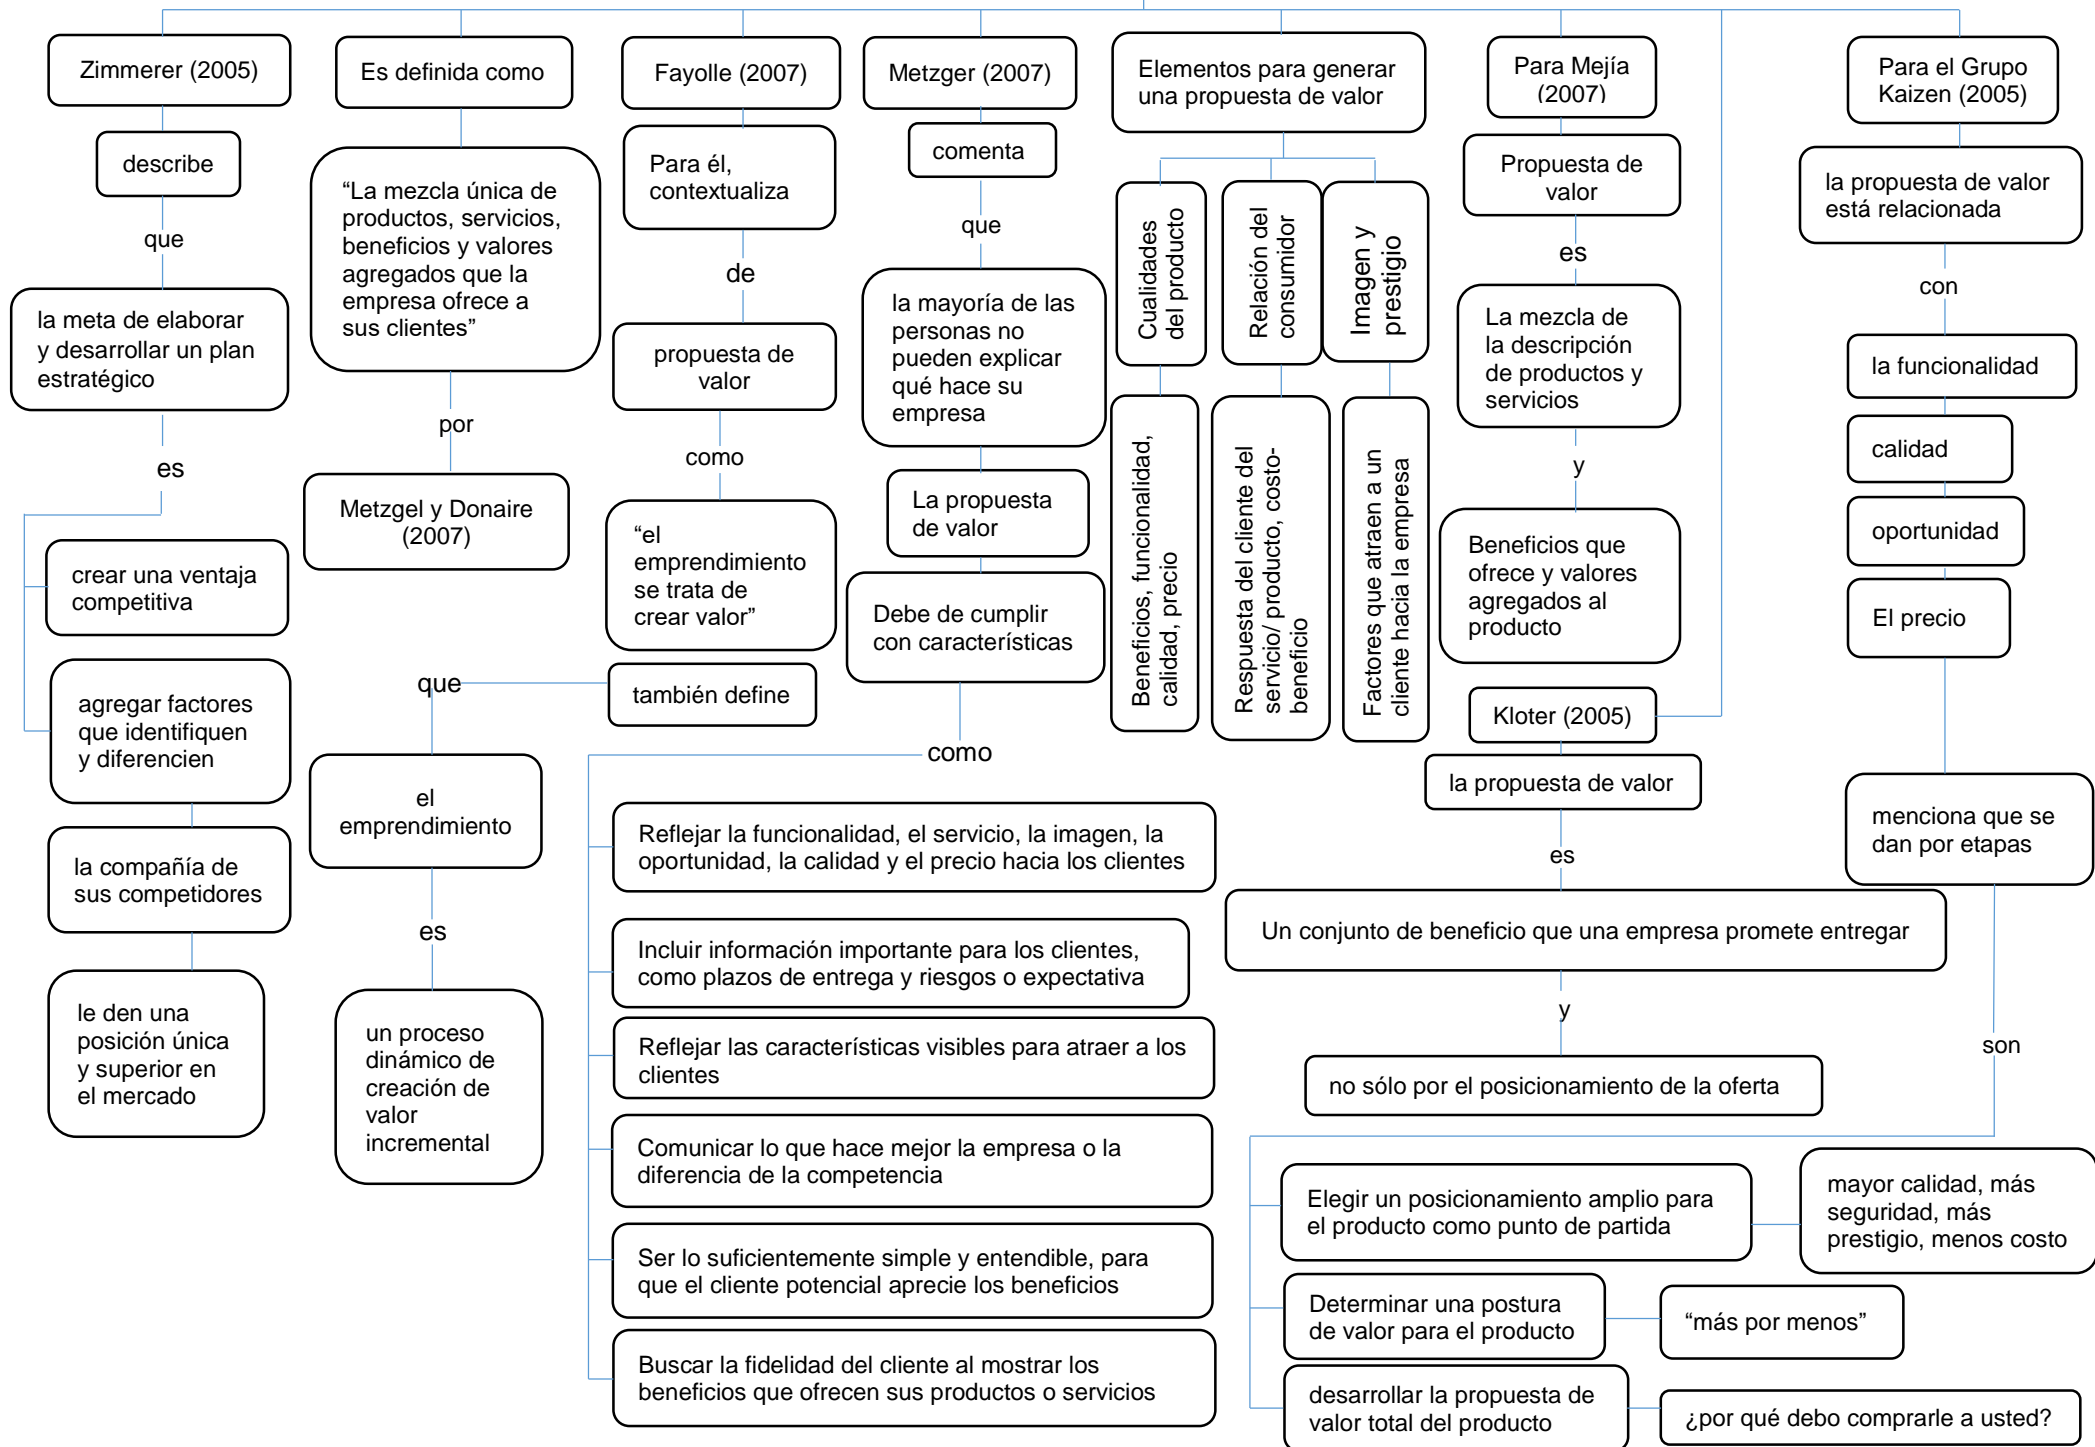 Zimmerer (2005)
describe
que
la meta de elaborar
y desarrollar un plan
estratégico
es
crear una ventaja
competitiva
agregar factores
que identifiquen
y diferencien
la compañía de
sus competidores
le den una
posición única
y superior en
el mercado
Es definida como
“La mezcla única de
productos, servicios,
beneficios y valores
agregados que la
empresa ofrece a
sus clientes”
por
Metzgel y Donaire
(2007)
Fayolle (2007)
Para él,
contextualiza
de
propuesta de
valor
como
“el
emprendimiento
se trata de
crear valor”
también define
que
el
emprendimiento
es
un proceso
dinámico de
creación de
valor
incremental
Metzger (2007)
comenta
que
la mayoría de las
personas no
pueden explicar
qué hace su
empresa
La propuesta
de valor
Debe de cumplir
con características
como
Reflejar la funcionalidad, el servicio, la imagen, la
oportunidad, la calidad y el precio hacia los clientes
Incluir información importante para los clientes,
como plazos de entrega y riesgos o expectativa
Reflejar las características visibles para atraer a los
clientes
Comunicar lo que hace mejor la empresa o la
diferencia de la competencia
Ser lo suficientemente simple y entendible, para
que el cliente potencial aprecie los beneficios
Buscar la fidelidad del cliente al mostrar los
beneficios que ofrecen sus productos o servicios
Elementos para generar
una propuesta de valor
Cualidades
del producto
Beneficios, funcionalidad,
calidad, precio
Relación del
consumidor
Respuesta del cliente del
servicio/ producto, costo-
beneficio
Imagen y
prestigio
Factores que atraen a un
cliente hacia la empresa
Para Mejía
(2007)
Propuesta de
valor
es
La mezcla de
la descripción
de productos y
servicios
y
Beneficios que
ofrece y valores
agregados al
producto
Kloter (2005)
la propuesta de valor
es
Un conjunto de beneficio que una empresa promete entregar
y
no sólo por el posicionamiento de la oferta
Para el Grupo
Kaizen (2005)
la propuesta de valor
está relacionada
con
la funcionalidad
calidad
oportunidad
El precio
menciona que se
dan por etapas
son
Elegir un posicionamiento amplio para
el producto como punto de partida
mayor calidad, más
seguridad, más
prestigio, menos costo
Determinar una postura
de valor para el producto
“más por menos”
desarrollar la propuesta de
valor total del producto
¿por qué debo comprarle a usted?